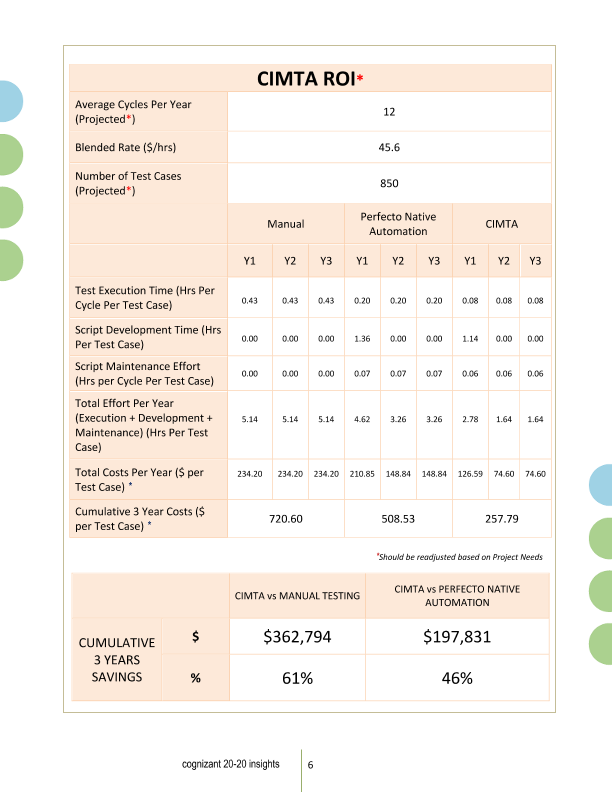 CIMTA ROI*
Average Cycles Per Year
(Projected*)
12
Blended Rate ($/hrs)
45.6
Number of Test Cases
(Projected*)
850
Manual
Perfecto Native
Automation
CIMTA
Y1 Y2 Y3 Y1 Y2 Y3 Y1 Y2 Y3
Test Execution Time (Hrs Per
Cycle Per Test Case)
0.43 0.43 0.43 0.20 0.20 0.20 0.08 0.08 0.08
Script Development Time (Hrs
Per Test Case)
0.00 0.00 0.00 1.36 0.00 0.00 1.14 0.00 0.00
Script Maintenance Effort
(Hrs per Cycle Per Test Case)
0.00 0.00 0.00 0.07 0.07 0.07 0.06 0.06 0.06
Total Effort Per Year
(Execution + Development +
Maintenance) (Hrs Per Test
Case)
5.14 5.14 5.14 4.62 3.26 3.26 2.78 1.64 1.64
Total Costs Per Year ($ per
Test Case) *
234.20 234.20 234.20 210.85 148.84 148.84 126.59 74.60 74.60
Cumulative 3 Year Costs ($
per Test Case) *
720.60 508.53 257.79
*Should be readjusted based on Project Needs
CIMTA vs MANUAL TESTING
CIMTA vs PERFECTO NATIVE
AUTOMATION
CUMULATIVE
3 YEARS
SAVINGS
$ $362,794 $197,831
% 61% 46%
cognizant 20-20 insights 6